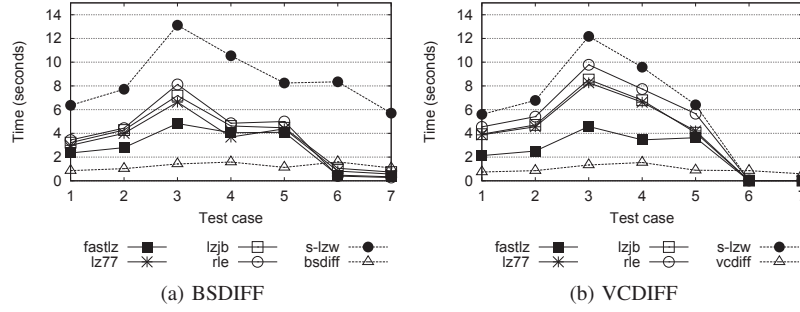 Time (seconds)
14
12
10
8
6
4
2
0
1 2 3 4 5 6 7
Test case
fastlz lzjb s-lzw
lz77 rle bsdiff
(a) BSDIFF
Time (seconds)
14
12
10
8
6
4
2
0
1 2 3 4 5 6 7
Test case
fastlz lzjb s-lzw
lz77 rle vcdiff
(b) VCDIFF